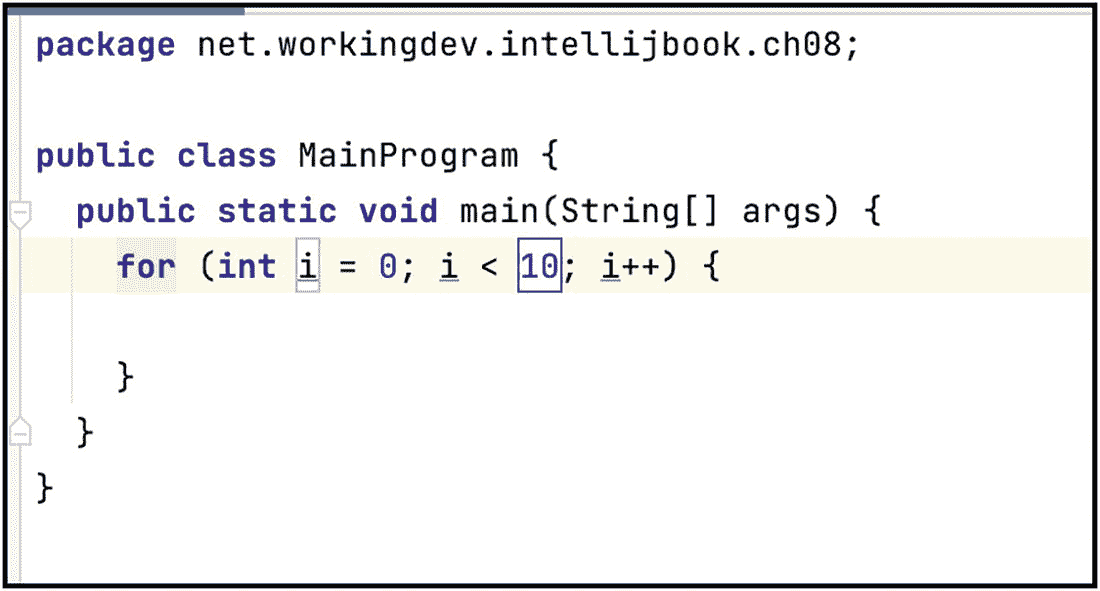 package net.workingdev.intellijbook.ch08;
public class MainProgram {
public static void main(String[] args) {
for (int i = 0; i < 10; i++) {
}
}
}